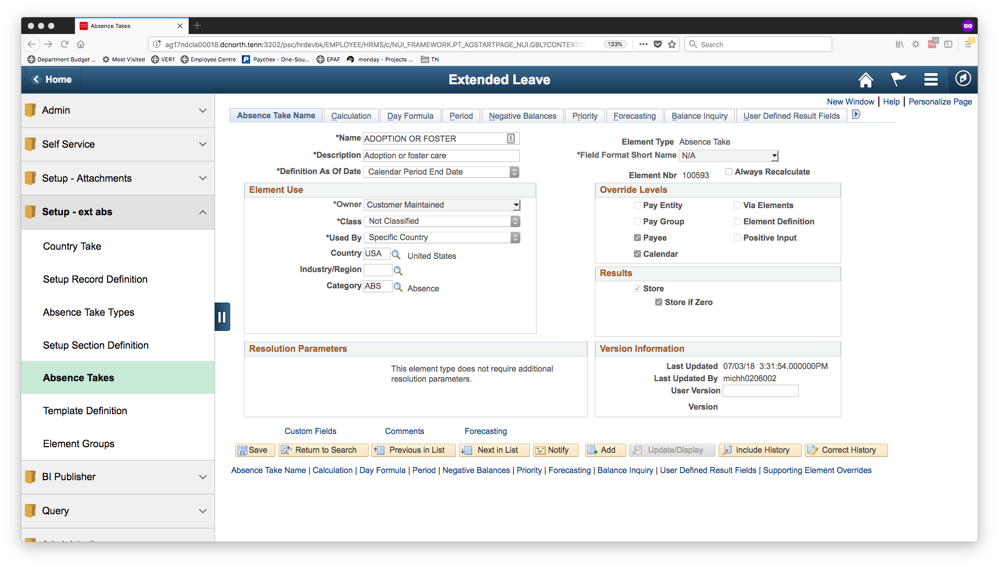 Absence Takes
ag17ndcla00018.dcnorth.tenn:3202/psc/hrdevbk/EMPLOYEE/HRMS/c/NUI_FRAMEWORK.PT_AGSTARTPAGE_NUI.GBL?CONTEXTID 133% Search 10
Department Budget ... Most Visited VER1 Employee Centre Paychex - One-Sou... EPAF monday - Projects ... TN
Home Extended Leave
New Window | Help | Personalize Page
Admin
Self Service
Setup - Attachments
Setup - ext abs
Country Take
Setup Record Definition
Absence Take Types
Setup Section Definition
Absence Takes
Template Definition
Element Groups
BI Publisher
Query
Absence Take Name Calculation Day Formula Period Negative Balances Priority Forecasting Balance Inquiry User Defined Result Fields
*Name ADOPTION OR FOSTER
*Description Adoption or foster care
*Definition As Of Date Calendar Period End Date
Element Type Absence Take
*Field Format Short Name N/A
Element Nbr 100593 Always Recalculate
Element Use
*Owner Customer Maintained
*Class Not Classified
*Used By Specific Country
Country USA United States
Industry/Region
Category ABS Absence
Override Levels
Pay Entity Via Elements
Pay Group Element Definition
Payee Positive Input
Calendar
Results
Store
Store if Zero
Resolution Parameters
This element type does not require additional
resolution parameters.
Version Information
Last Updated 07/03/18 3:31:54.000000PM
Last Updated By michh0206002
User Version
Version
Custom Fields Comments Forecasting
Save Return to Search Previous in List Next in List Notify Add Update/Display Include History Correct History
Absence Take Name | Calculation | Day Formula | Period | Negative Balances | Priority | Forecasting | Balance Inquiry | User Defined Result Fields | Supporting Element Overrides